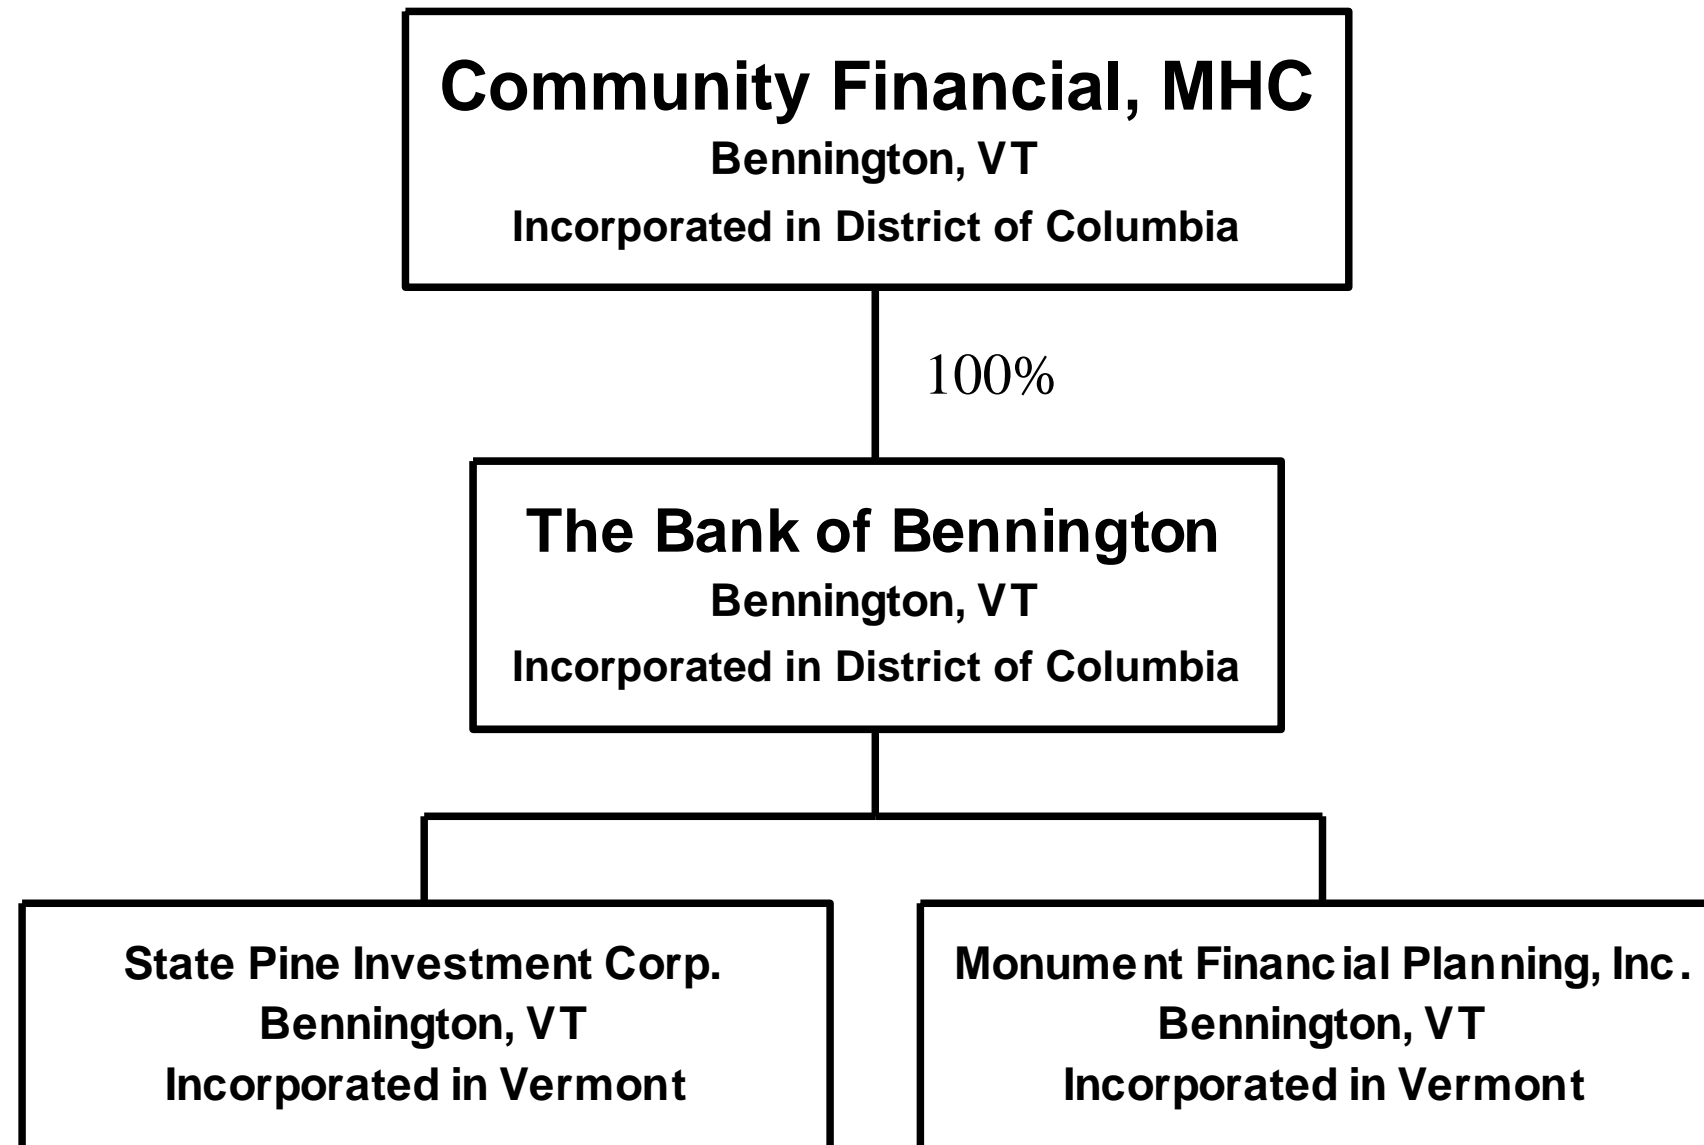 Community Financial, MHC
Bennington, VT
Incorporated in District of Columbia
100%
The Bank of Bennington
Bennington, VT
Incorporated in District of Columbia
State Pine Investment Corp.
Bennington, VT
Incorporated in Vermont
Monument Financial Planning, Inc.
Bennington, VT
Incorporated in Vermont